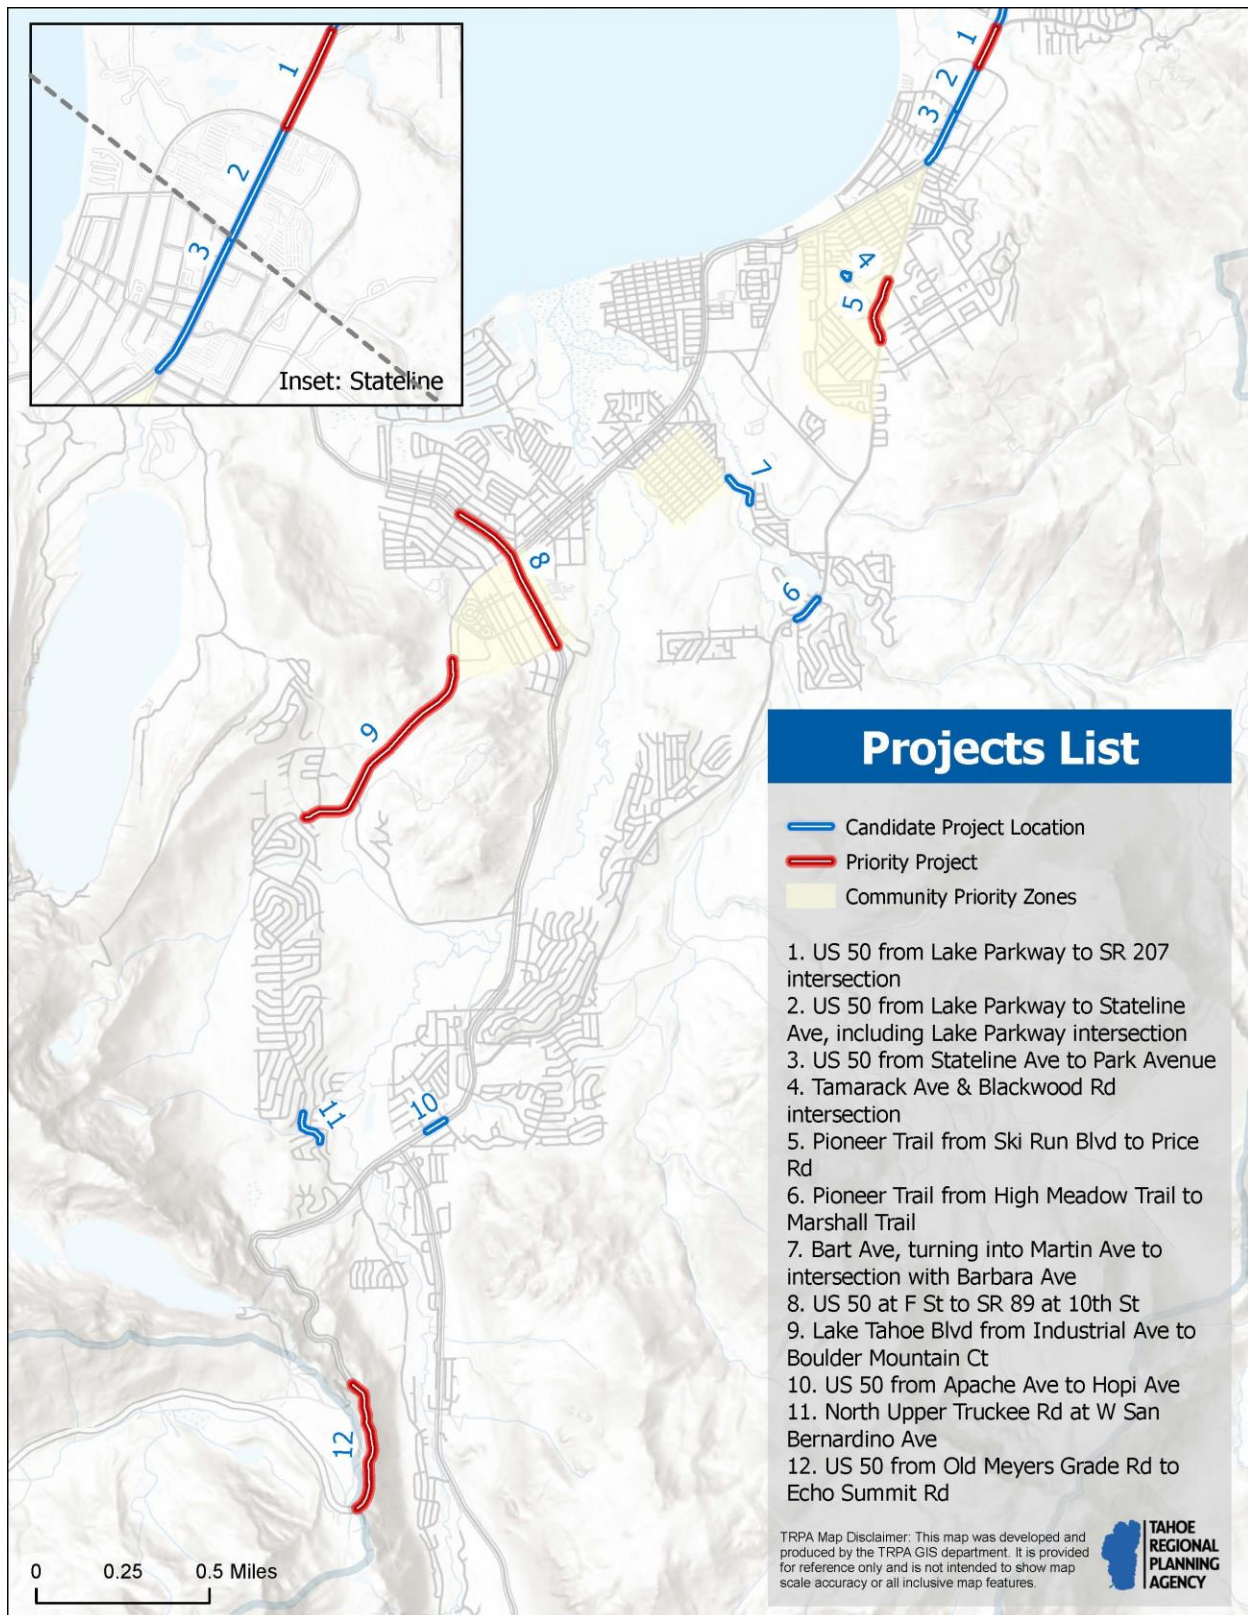 1
2
3
Inset: Stateline
1
2
3
4
5
7
6
8
9
10
11
12
Projects List
Candidate Project Location
Priority Project
Community Priority Zones
1. US 50 from Lake Parkway to SR 207
intersection
2. US 50 from Lake Parkway to Stateline
Ave, including Lake Parkway intersection
3. US 50 from Stateline Ave to Park Avenue
4. Tamarack Ave & Blackwood Rd
intersection
5. Pioneer Trail from Ski Run Blvd to Price
Rd
6. Pioneer Trail from High Meadow Trail to
Marshall Trail
7. Bart Ave, turning into Martin Ave to
intersection with Barbara Ave
8. US 50 at F St to SR 89 at 10th St
9. Lake Tahoe Blvd from Industrial Ave to
Boulder Mountain Ct
10. US 50 from Apache Ave to Hopi Ave
11. North Upper Truckee Rd at W San
Bernardino Ave
12. US 50 from Old Meyers Grade Rd to
Echo Summit Rd
TRPA Map Disclaimer: This map was developed and
produced by the TRPA GIS department. It is provided
for reference only and is not intended to show map
scale accuracy or all inclusive map features.
TAHOE
REGIONAL
PLANNING
AGENCY
0 0.25 0.5 Miles